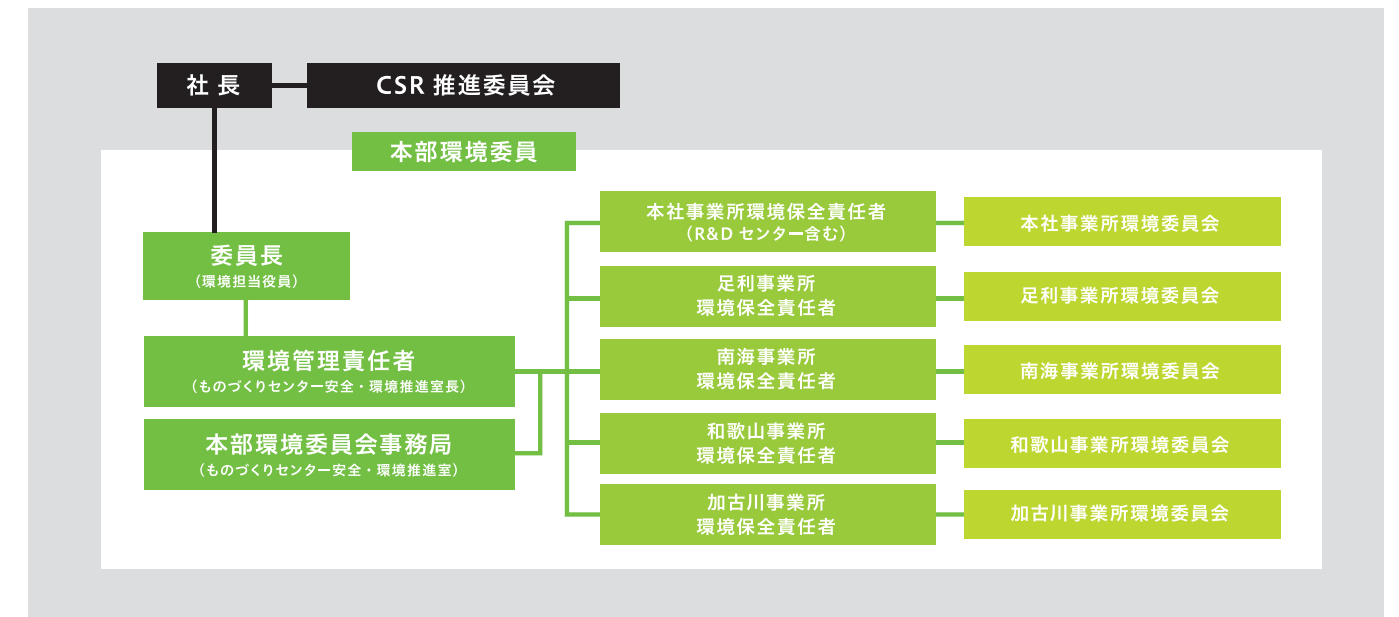 社長
CSR 推進委員会
本部環境委員
委員長
（環境担当役員）
環境管理責任者
（ものづくりセンター安全・環境推進室長）
本部環境委員会事務局
（ものづくりセンター安全・環境推進室）
本社事業所環境保全責任者
（R&D センター含む）
本社事業所環境委員会
足利事業所
環境保全責任者
足利事業所環境委員会
南海事業所
環境保全責任者
南海事業所環境委員会
和歌山事業所
環境保全責任者
和歌山事業所環境委員会
加古川事業所
環境保全責任者
加古川事業所環境委員会